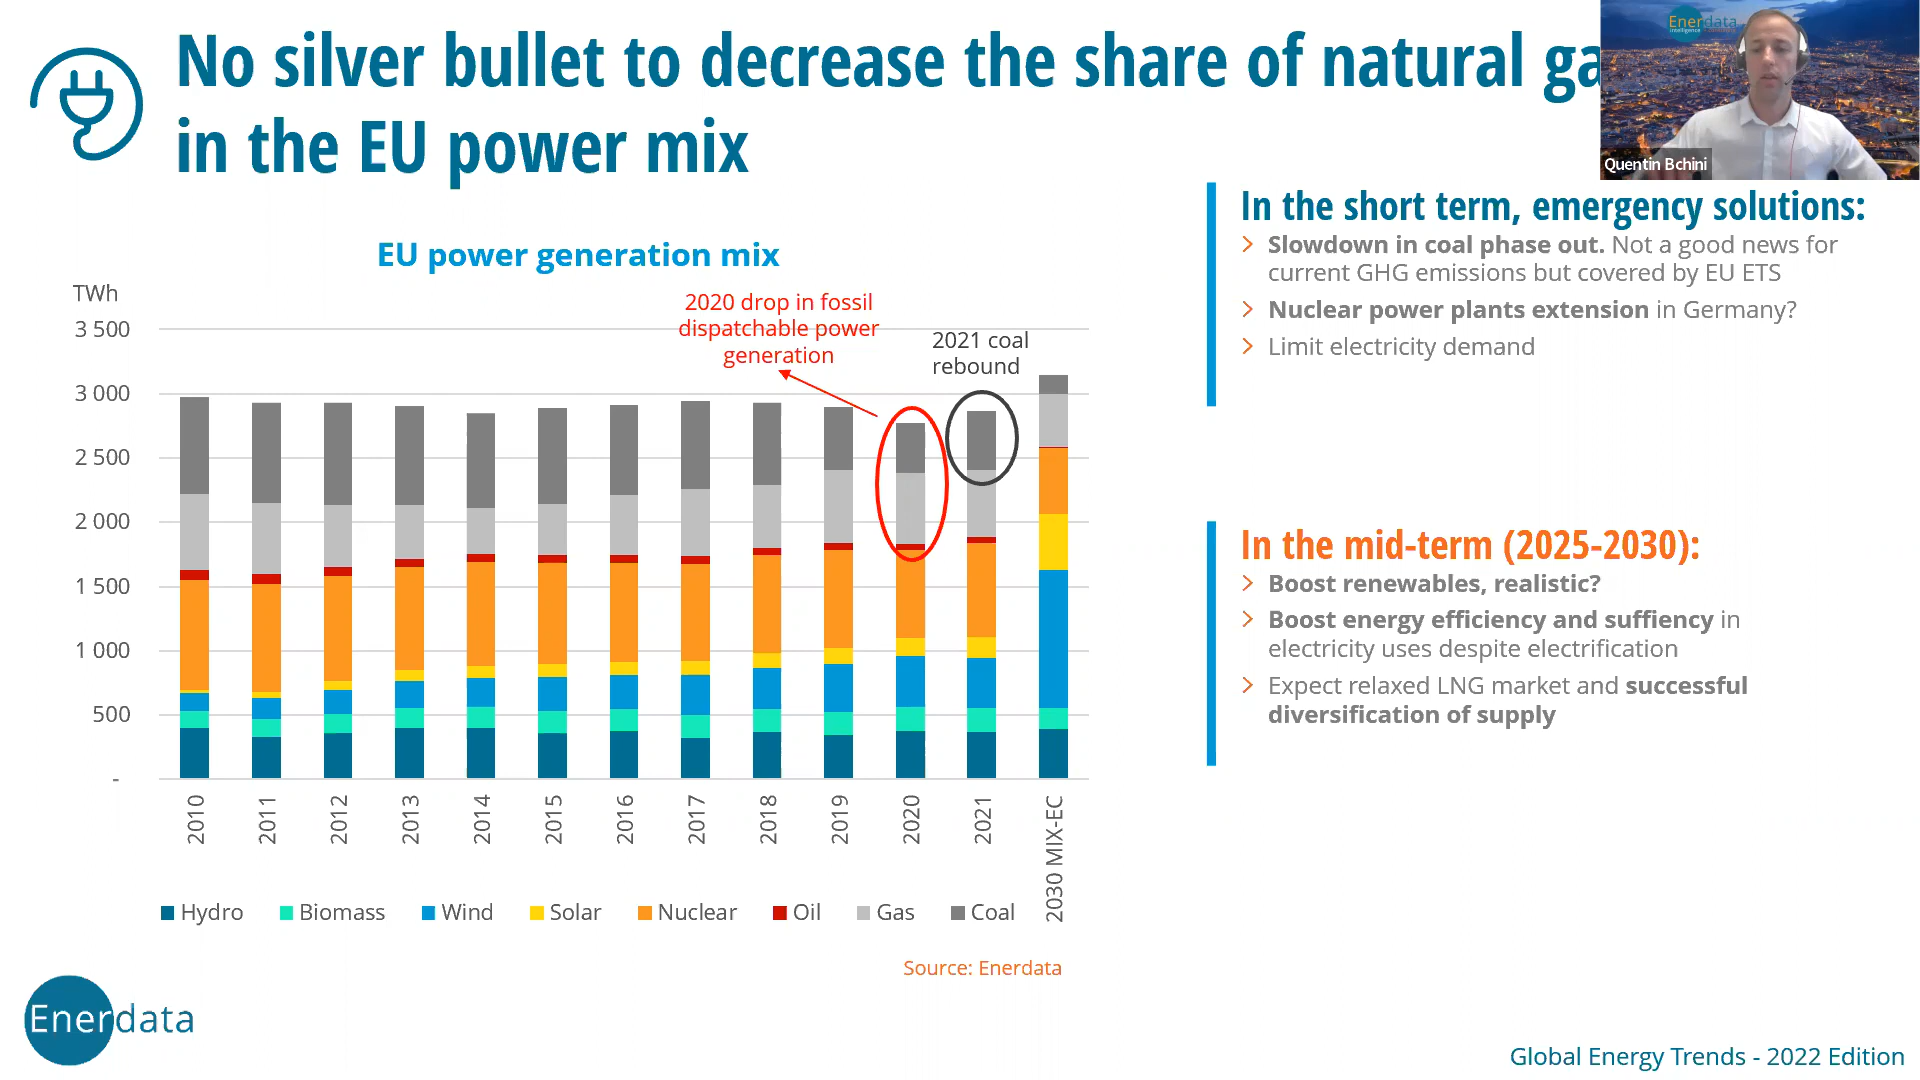 No silver bullet to decrease the share of natural ga
in the EU power mix
Enerdata
intelligence
Quentin Bchini
EU power generation mix
TWh
3 500
3 000
2 500
2 000
1 500
1 000
500
-
2020 drop in fossil
dispatchable power
generation
2021 coal
rebound
2010
2011
2012
2013
2014
2015
2016
2017
2018
2019
2020
2021
2030 MIX-EC
Hydro
Biomass
Wind
Solar
Nuclear
Oil
Gas
Coal
Source: Enerdata
In the short term, emergency solutions:
Slowdown in coal phase out. Not a good news for
current GHG emissions but covered by EU ETS
Nuclear power plants extension in Germany?
Limit electricity demand
In the mid-term (2025-2030):
Boost renewables, realistic?
Boost energy efficiency and suffiency in
electricity uses despite electrification
Expect relaxed LNG market and successful
diversification of supply
Enerdata
Global Energy Trends - 2022 Edition